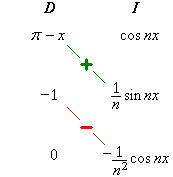 D I
π − x cos nx
+
−1 1/n sin nx
−
0 −1/n² cos nx